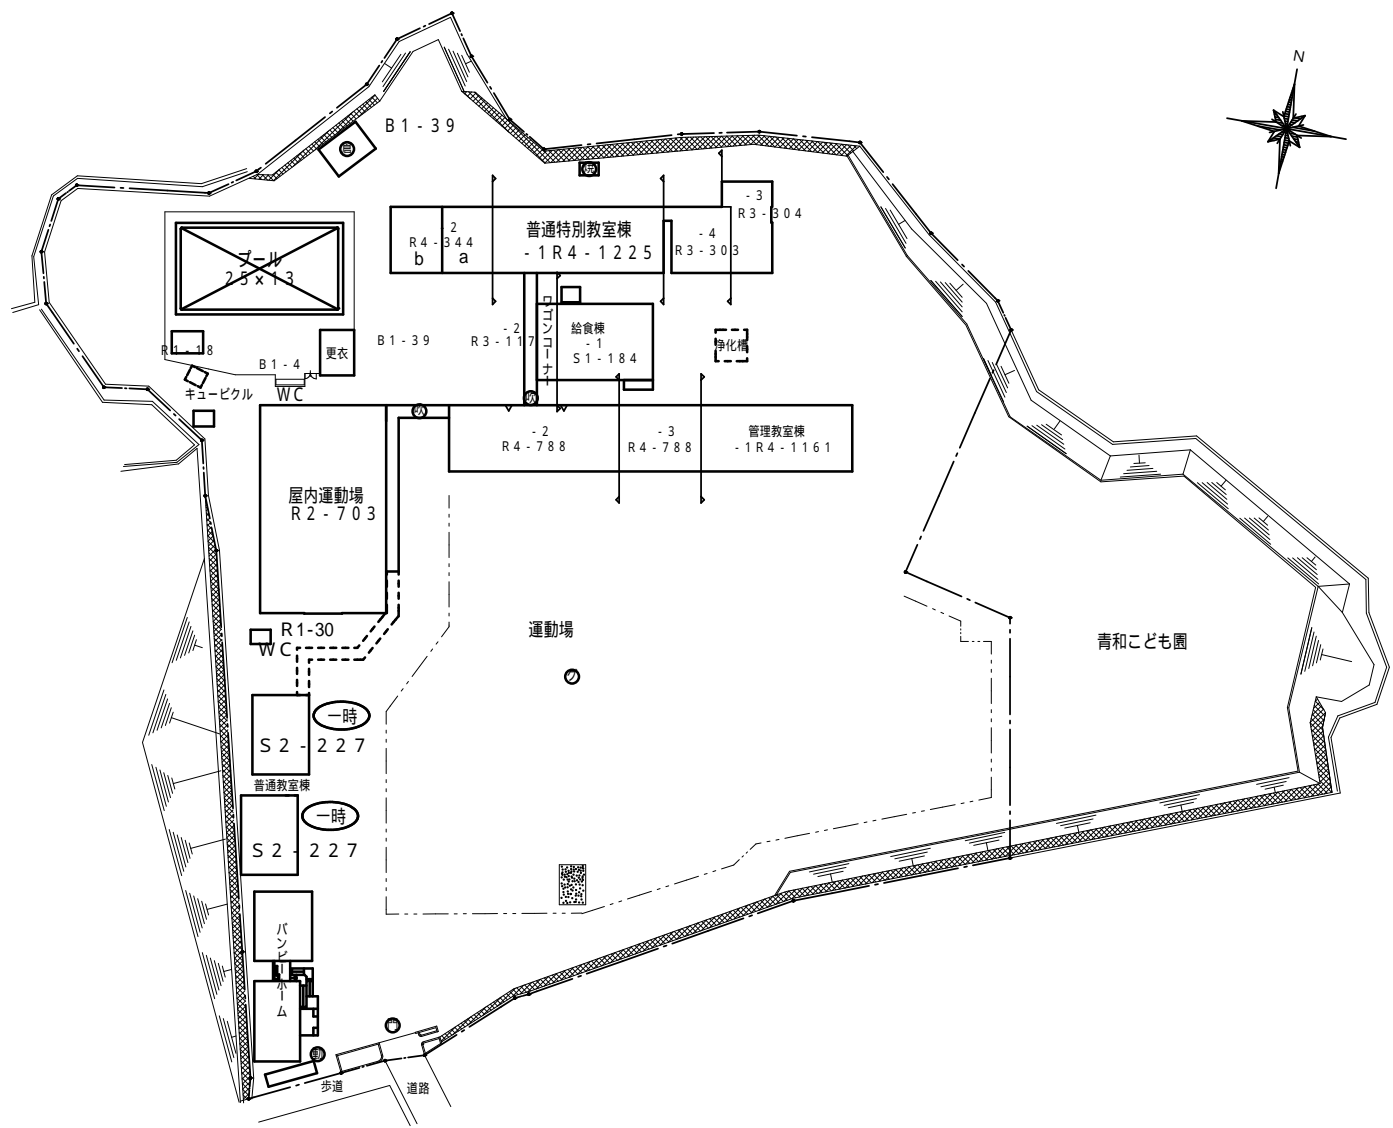 N
B1-39
-3
R3-304
2
R4-344
b
a
普通特別教室棟
-1R4-1225
-4
R3-303
プール
25×13
R1-18
B1-4
更衣
B1-39
-2
R3-117
ワゴンコーナー
給食棟
-1
S1-184
浄化槽
キュービクル
WC
-2
R4-788
-3
R4-788
管理教室棟
-1R4-1161
屋内運動場
R2-703
R1-30
WC
運動場
青和こども園
一時
S2-227
普通教室棟
一時
S2-227
バンビーホーム
歩道
道路